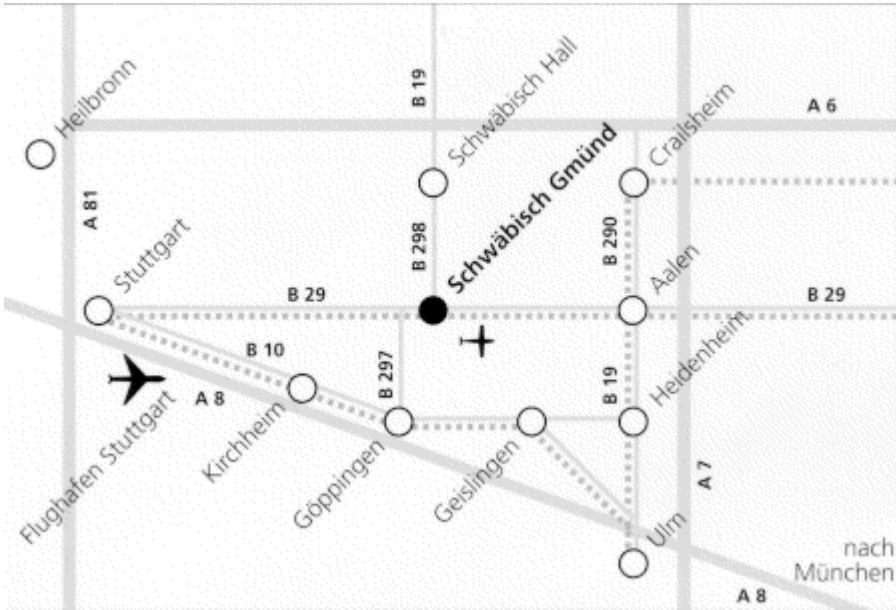 Heilbronn
B 19
Schwäbisch Hall
A 6
Crailsheim
A 81
Schwäbisch Gmünd
B 298
B 290
Stuttgart
Aalen
B 29
B 29
B 10
B 297
B 19
Heidenheim
A 8
Flughafen Stuttgart
Kirchheim
Göppingen
Geislingen
A 7
Ulm
nach
München
A 8